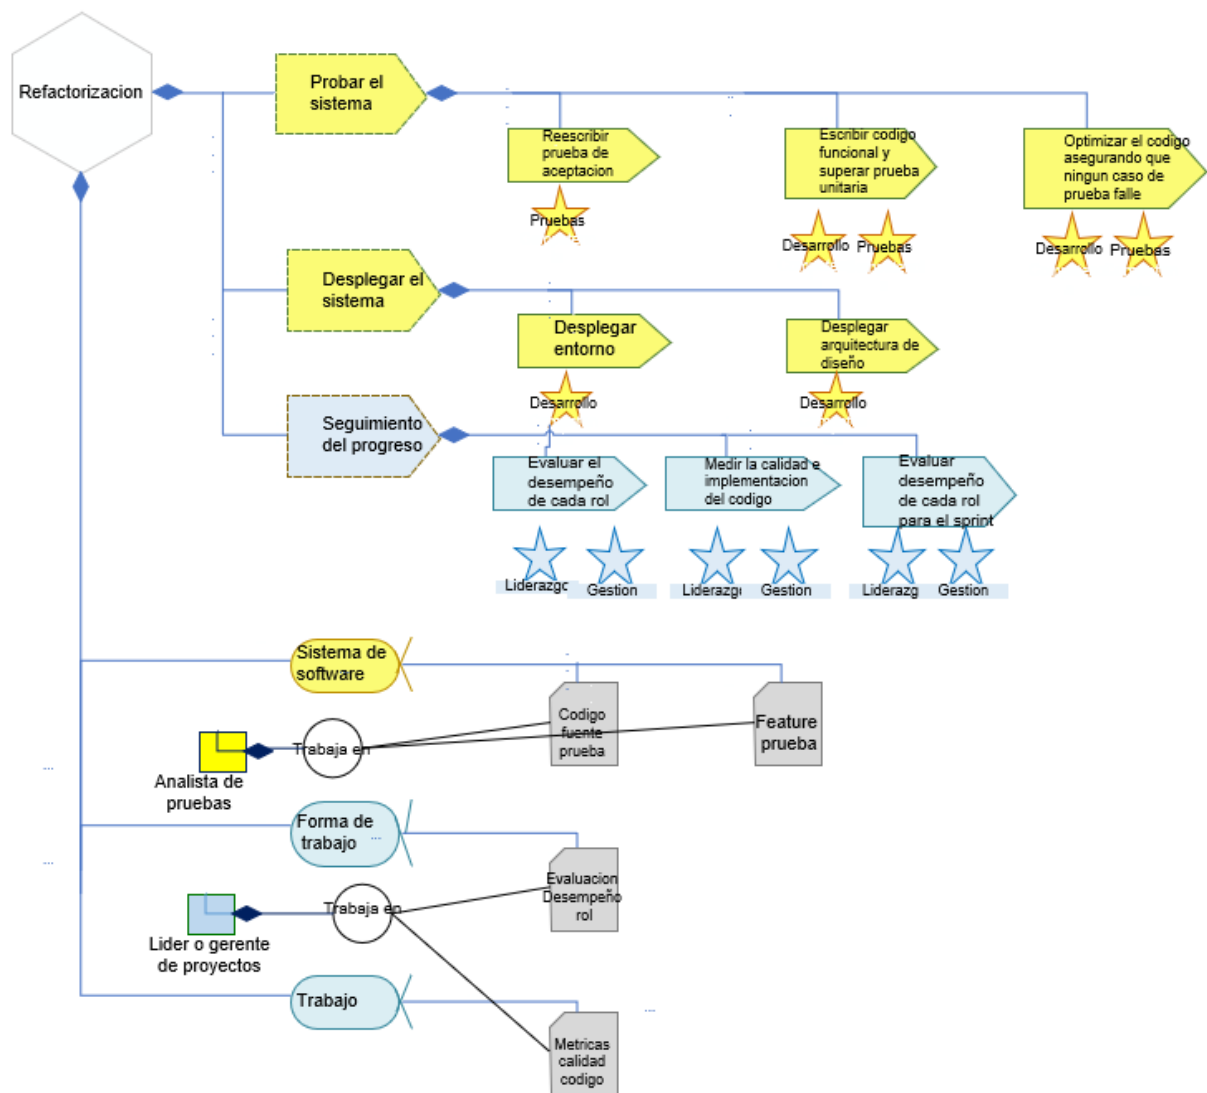 Refactorizacion
Probar el
sistema
Reescribir
prueba de
aceptacion
Pruebas
Escribir codigo
funcional y
superar prueba
unitaria
Desarrollo
Pruebas
Optimizar el codigo
asegurando que
ningun caso de
prueba falle
Desarrollo
Pruebas
Desplegar el
sistema
Desplegar
entorno
Desarrollo
Desplegar
arquitectura de
diseño
Desarrollo
Seguimiento
del progreso
Evaluar el
desempeño
de cada rol
Liderazgo
Gestion
Medir la calidad e
implementacion
del codigo
Liderazgo
Gestion
Evaluar
desempeño
de cada rol
para el sprint
Liderazg
Gestion
Sistema de
software
Codigo
fuente
prueba
Feature
prueba
Trabaja en
Analista de
pruebas
Forma de
trabajo
...
Evaluacion
Desempeño
rol
Trabaja en
Lider o gerente
de proyectos
Trabajo
Metricas
calidad
codigo